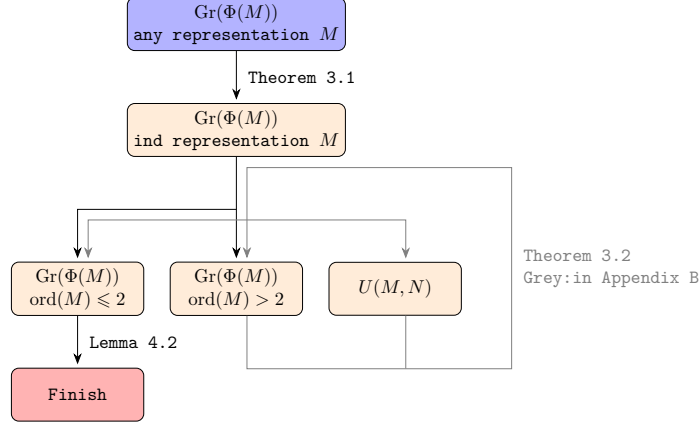 Gr(Φ(M))
any representation M
Theorem 3.1
Gr(Φ(M))
ind representation M
Theorem 3.2
Grey:in Appendix B
Gr(Φ(M))
ord(M) ⩽ 2
Gr(Φ(M))
ord(M) > 2
U(M, N)
Lemma 4.2
Finish